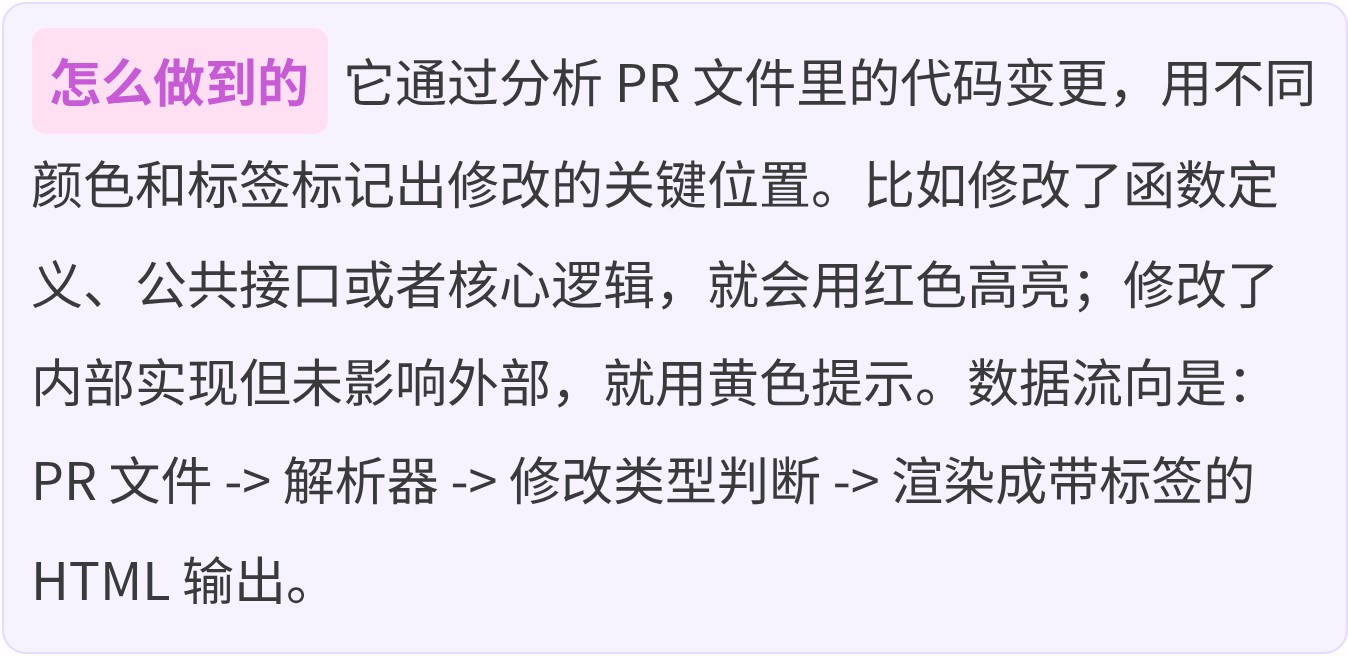 怎么做到的 它通过分析 PR 文件里的代码变更，用不同
颜色和标签标记出修改的关键位置。比如修改了函数定
义、公共接口或者核心逻辑，就会用红色高亮；修改了
内部实现但未影响外部，就用黄色提示。数据流向是：
PR 文件 -> 解析器 -> 修改类型判断 -> 渲染成带标签的
HTML 输出。